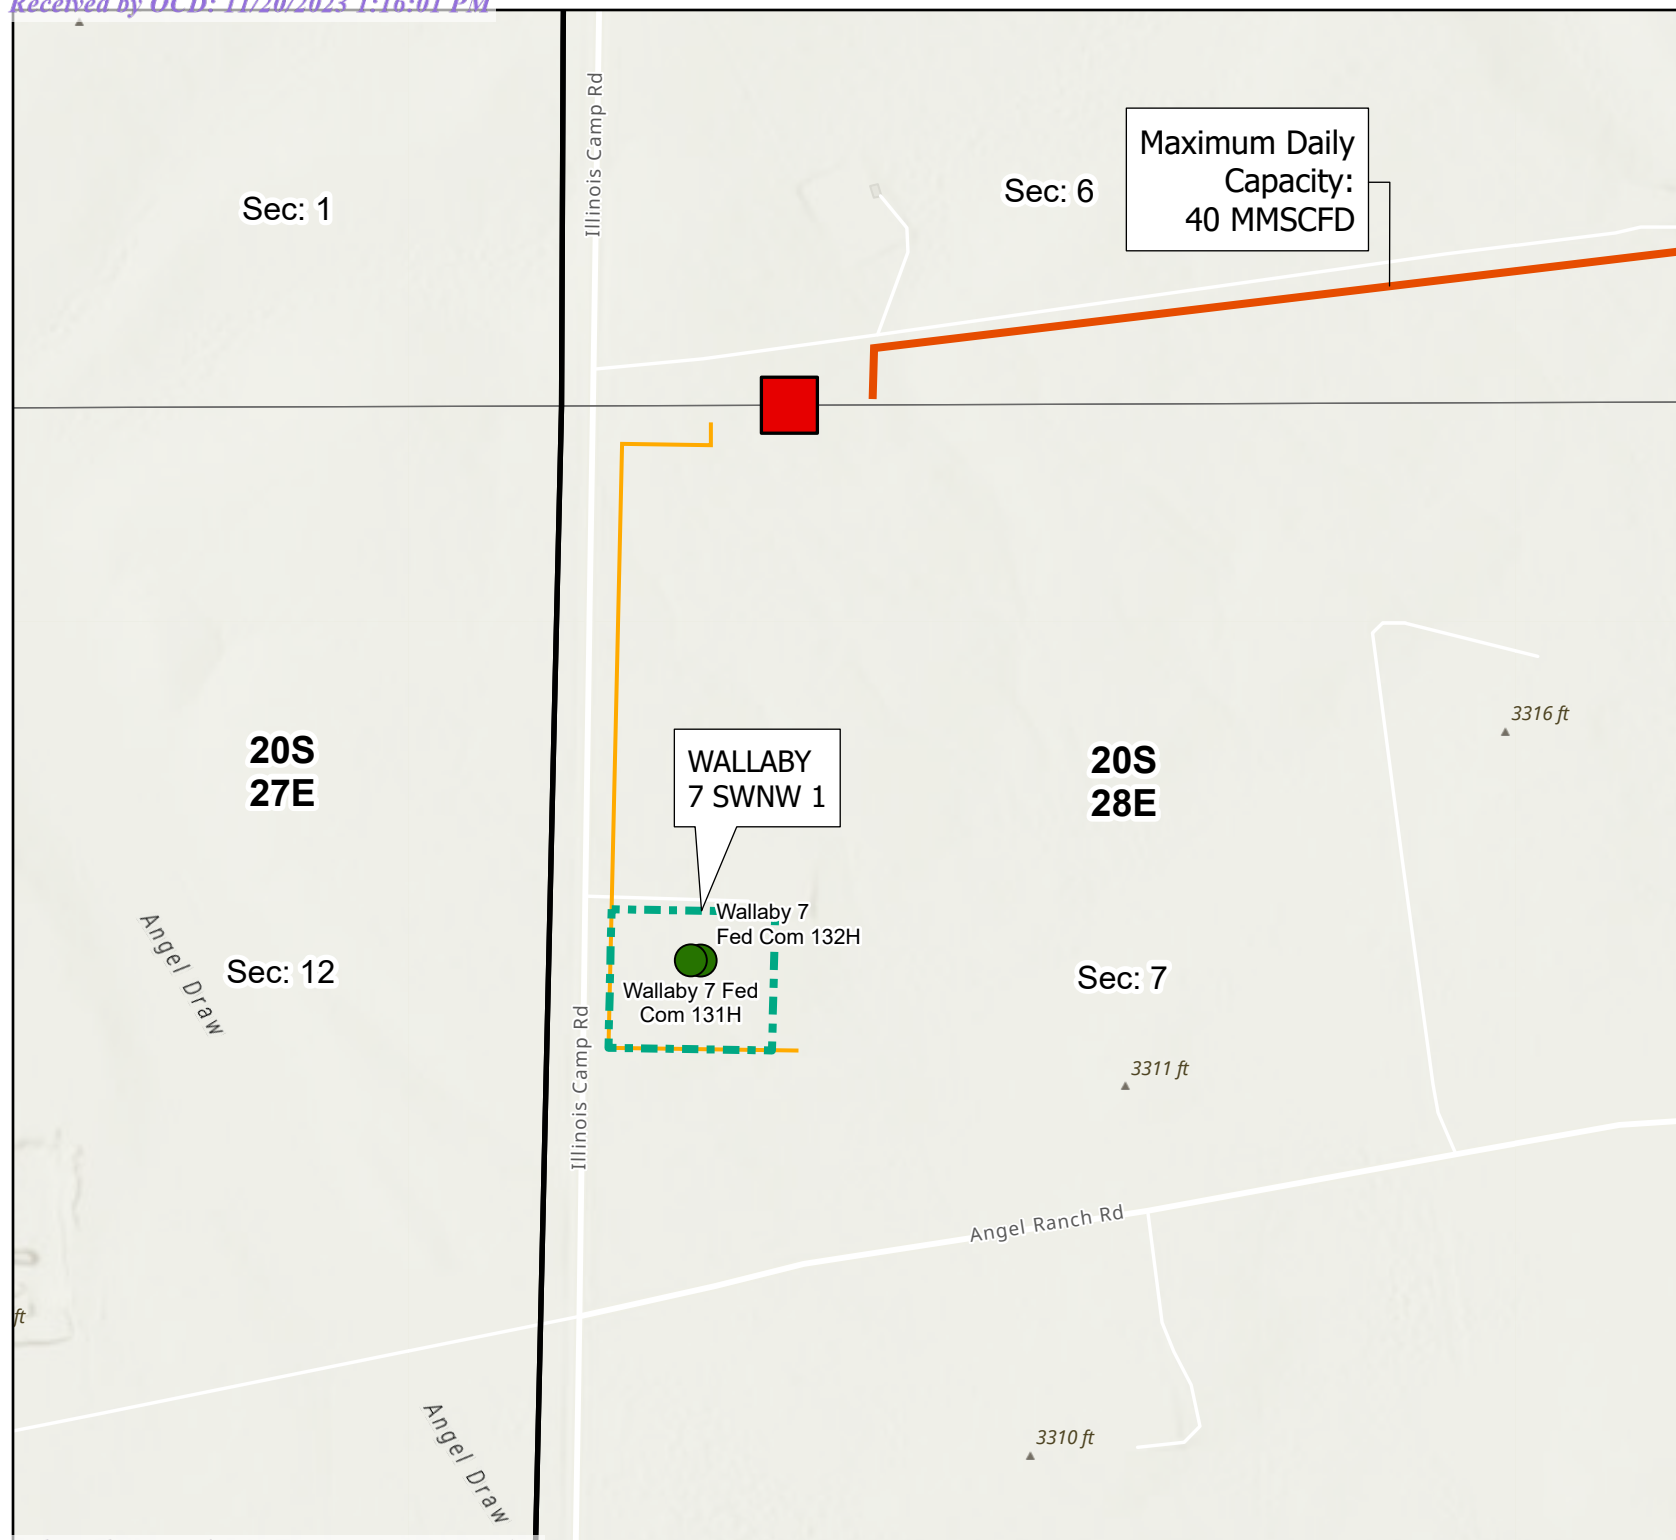 Received by OCD: 11/20/2023 1:16:01 PM
Illinois Camp Rd
Maximum Daily
Capacity:
40 MMSCFD
Sec: 1
Sec: 6
3316 ft
20S
27E
WALLABY
7 SWNW 1
20S
28E
Wallaby 7
Fed Com 132H
Angel Draw
Sec: 12
Sec: 7
Wallaby 7 Fed
Com 131H
Illinois Camp Rd
3311 ft
Angel Ranch Rd
ft
3310 ft
Angel Draw